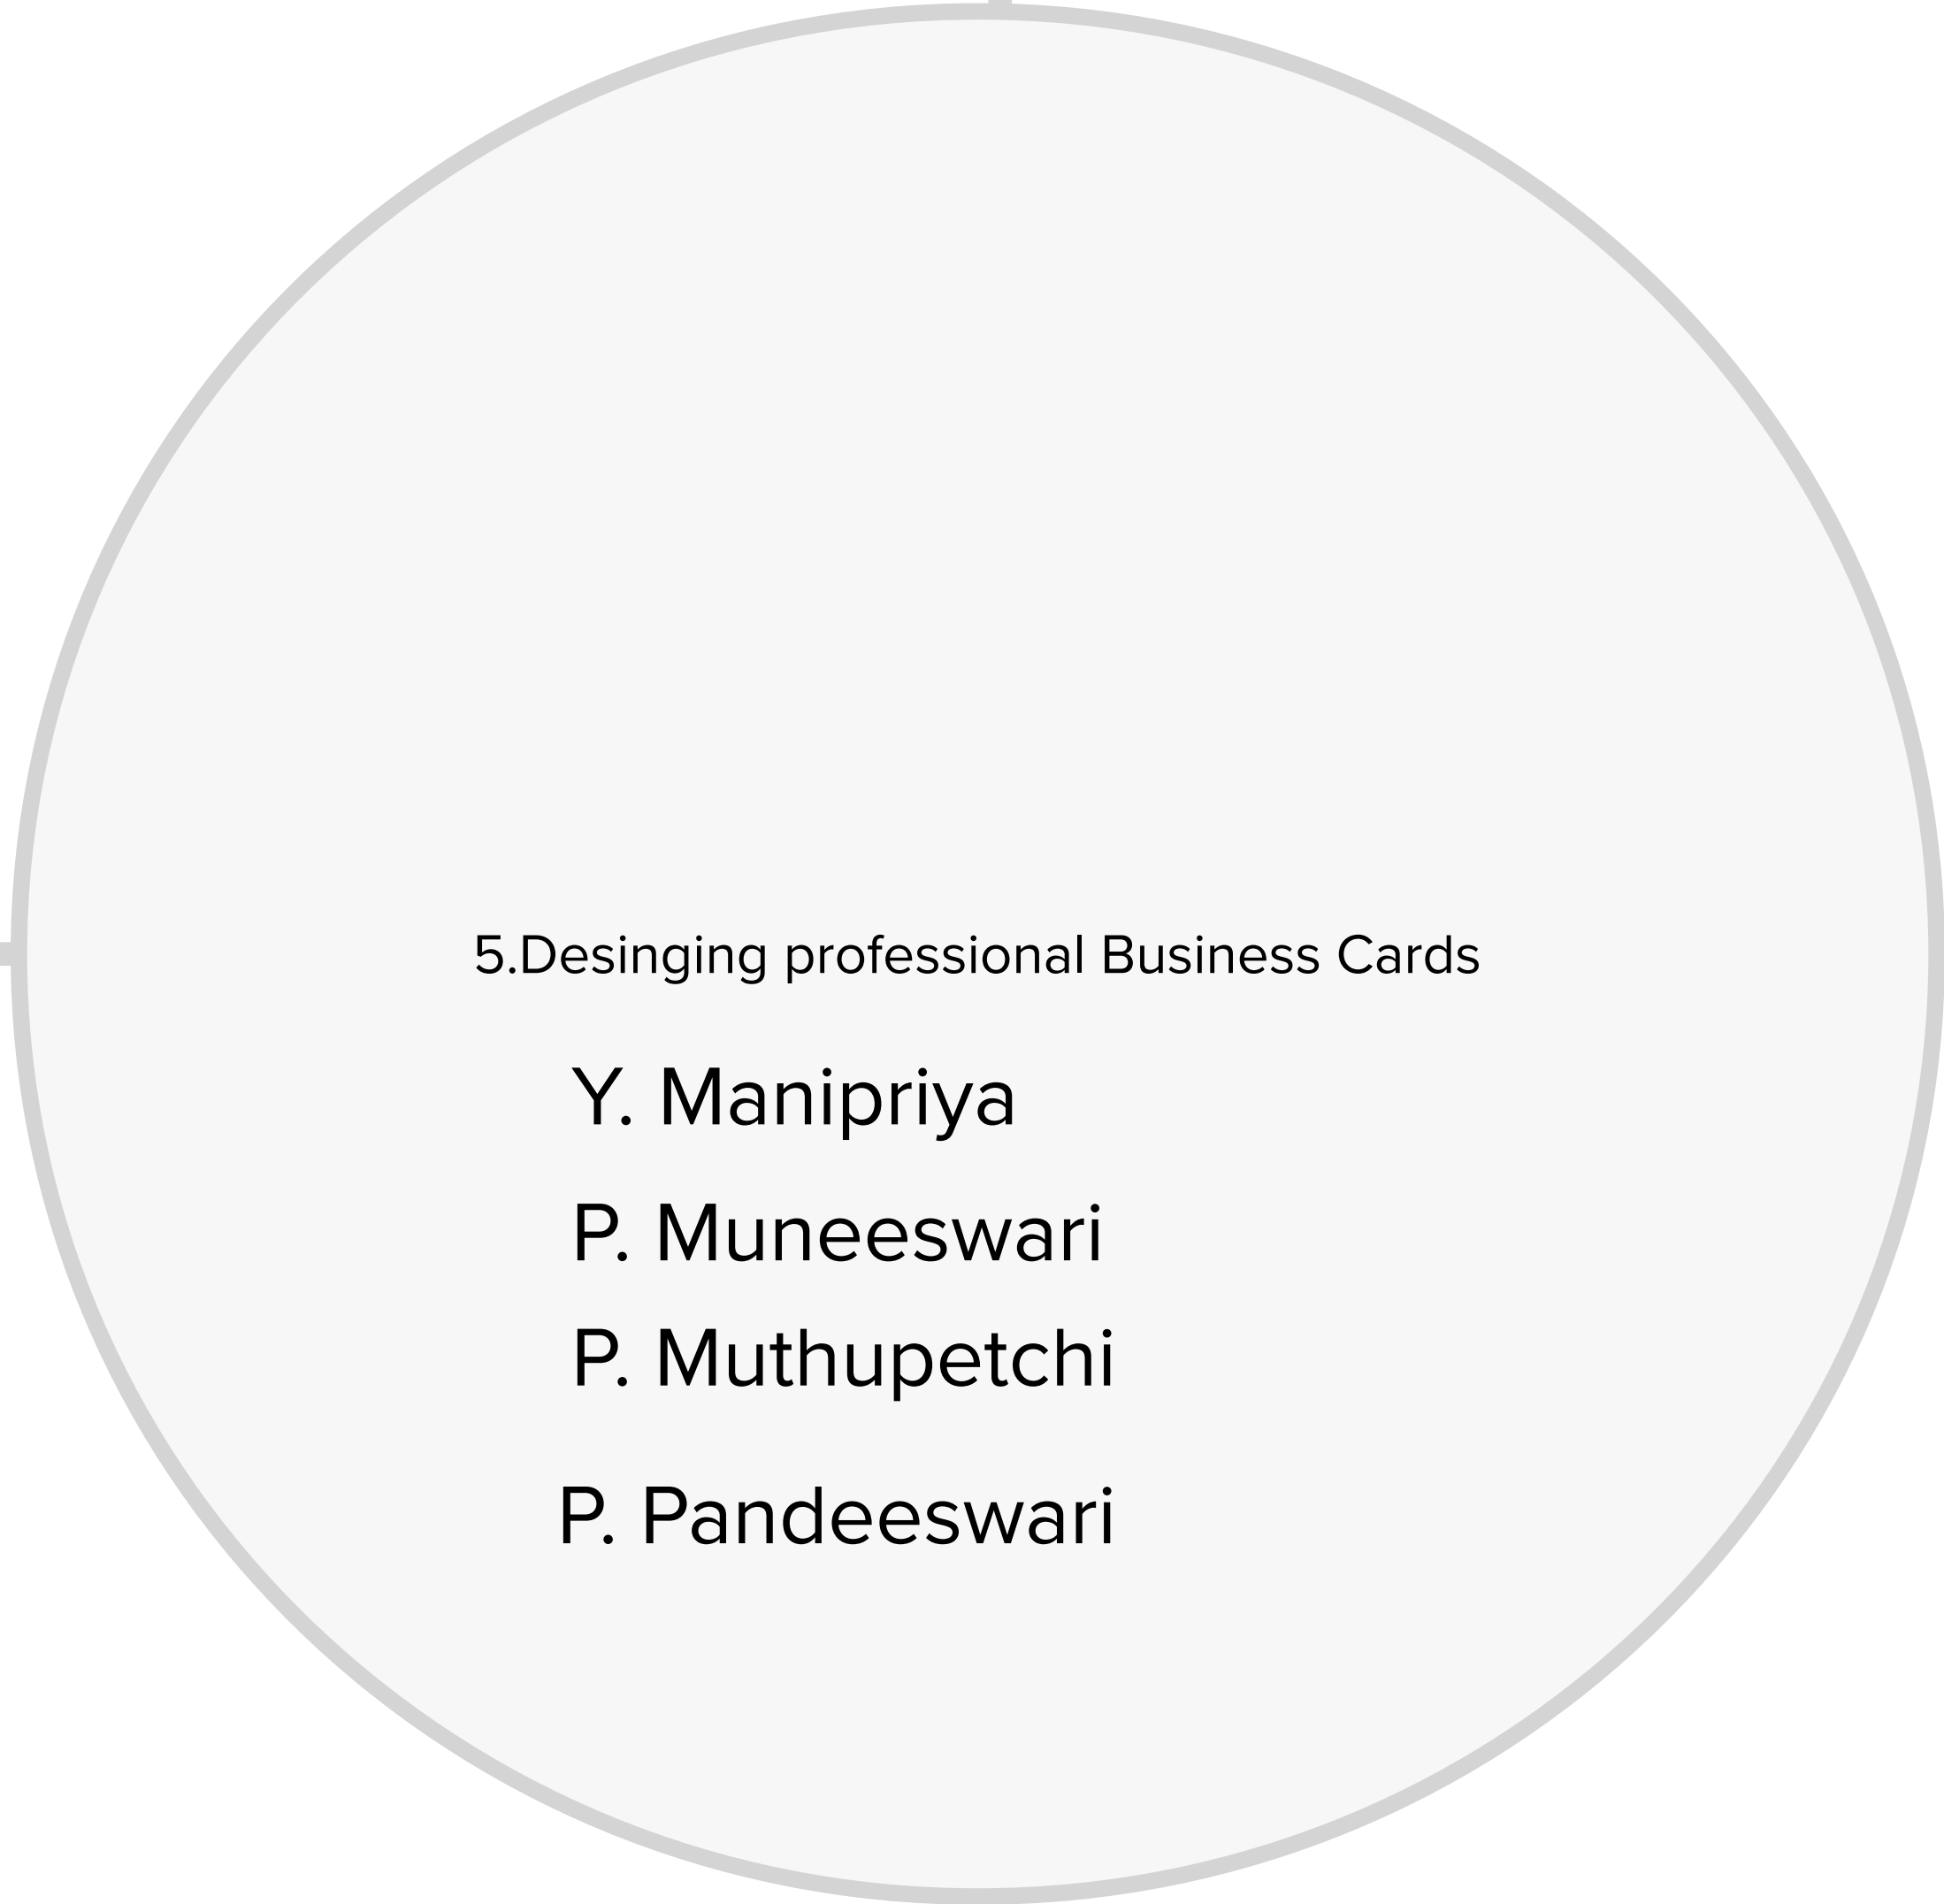 5.Desinging professional Business Cards
Y. Manipriya
P. Muneeswari
P. Muthupetchi
P. Pandeeswari